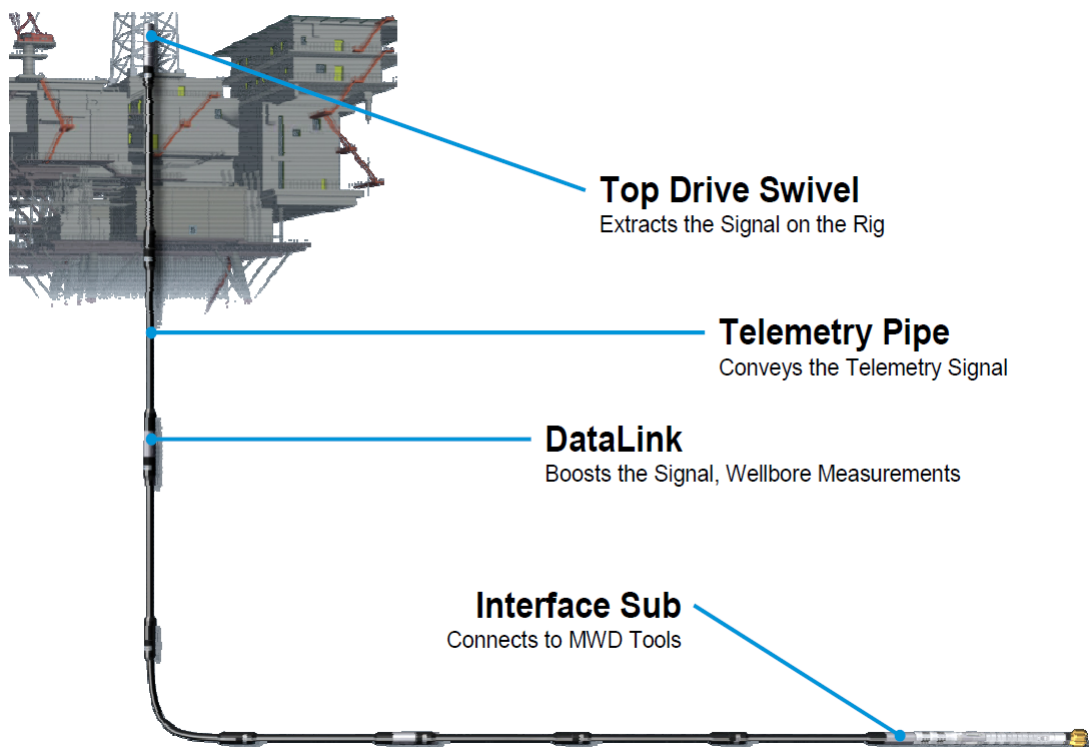 Top Drive Swivel
Extracts the Signal on the Rig
Telemetry Pipe
Conveys the Telemetry Signal
DataLink
Boosts the Signal, Wellbore Measurements
Interface Sub
Connects to MWD Tools